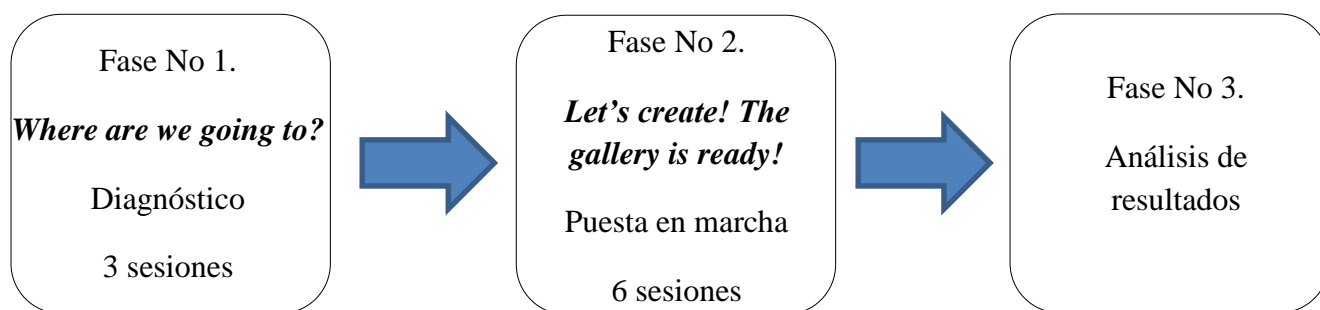 Fase No 1.
Where are we going to?
Diagnóstico
3 sesiones
Fase No 2.
Let’s create! The
gallery is ready!
Puesta en marcha
6 sesiones
Fase No 3.
Análisis de
resultados